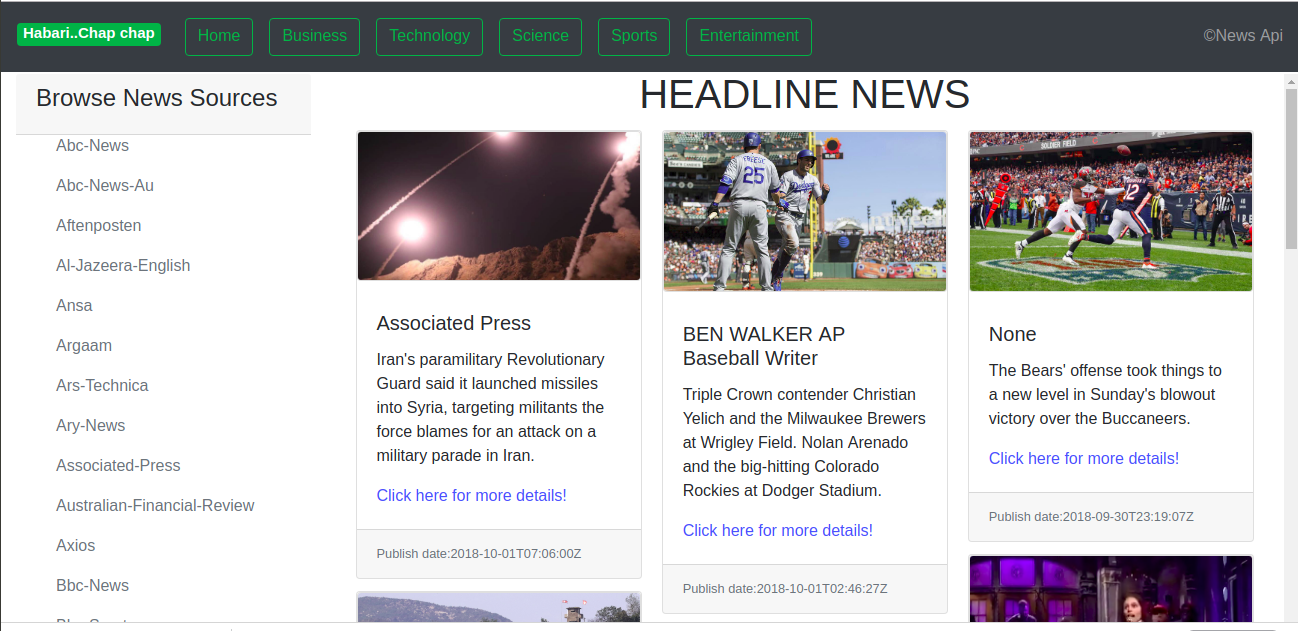 Habari..Chap chap
Home
Business
Technology
Science
Sports
Entertainment
©News Api
Browse News Sources
Abc-News
Abc-News-Au
Aftenposten
Al-Jazeera-English
Ansa
Argaam
Ars-Technica
Ary-News
Associated-Press
Australian-Financial-Review
Axios
Bbc-News
HEADLINE NEWS
Associated Press
Iran's paramilitary Revolutionary
Guard said it launched missiles
into Syria, targeting militants the
force blames for an attack on a
military parade in Iran.
Click here for more details!
Publish date:2018-10-01T07:06:00Z
FREESE
25
Dodgers
AT&T
BEN WALKER AP
Baseball Writer
Triple Crown contender Christian
Yelich and the Milwaukee Brewers
at Wrigley Field. Nolan Arenado
and the big-hitting Colorado
Rockies at Dodger Stadium.
Click here for more details!
Publish date:2018-10-01T02:46:27Z
SOLDIER FIELD
12
None
The Bears' offense took things to
a new level in Sunday's blowout
victory over the Buccaneers.
Click here for more details!
Publish date:2018-09-30T23:19:07Z